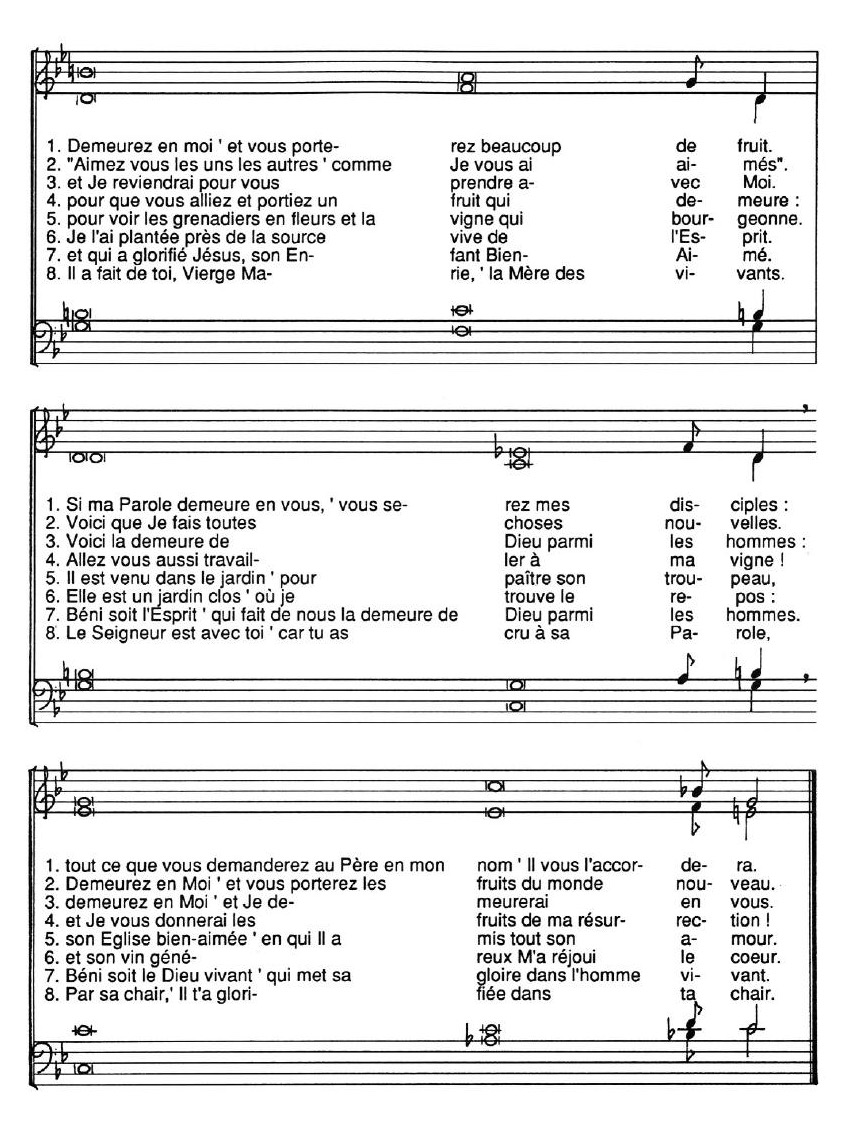 1. Demeurez en moi ' et vous porte- rez beaucoup de fruit.
2. "Aimez vous les uns les autres ' comme Je vous ai ai- més".
3. et Je reviendrai pour vous prendre a- vec Moi.
4. pour que vous alliez et portiez un fruit qui de- meure :
5. pour voir les grenadiers en fleurs et la vigne qui bour- geonne.
6. Je l'ai plantée près de la source vive de l'Es- prit.
7. et qui a glorifié Jésus, son En- fant Bien- Ai- mé.
8. Il a fait de toi, Vierge Ma- rie, ' la Mère des vi- vants.
1. Si ma Parole demeure en vous, ' vous se- rez mes dis- ciples :
2. Voici que Je fais toutes choses nou- velles.
3. Voici la demeure de Dieu parmi les hommes :
4. Allez vous aussi travail- ler à ma vigne !
5. Il est venu dans le jardin ' pour paître son trou- peau,
6. Elle est un jardin clos ' où je trouve le re- pos :
7. Béni soit l'Esprit ' qui fait de nous la demeure de Dieu parmi les hommes.
8. Le Seigneur est avec toi ' car tu as cru à sa Pa- role,
1. tout ce que vous demanderez au Père en mon nom ' Il vous l'accor- de- ra.
2. Demeurez en Moi ' et vous porterez les fruits du monde nou- veau.
3. demeurez en Moi ' et Je de- meurerai en vous.
4. et Je vous donnerai les fruits de ma résur- rec- tion !
5. son Eglise bien-aimée ' en qui Il a mis tout son a- mour.
6. et son vin géné- reux M'a réjoui le coeur.
7. Béni soit le Dieu vivant ' qui met sa gloire dans l'homme vi- vant.
8. Par sa chair,' Il t'a glori- fiée dans ta chair.